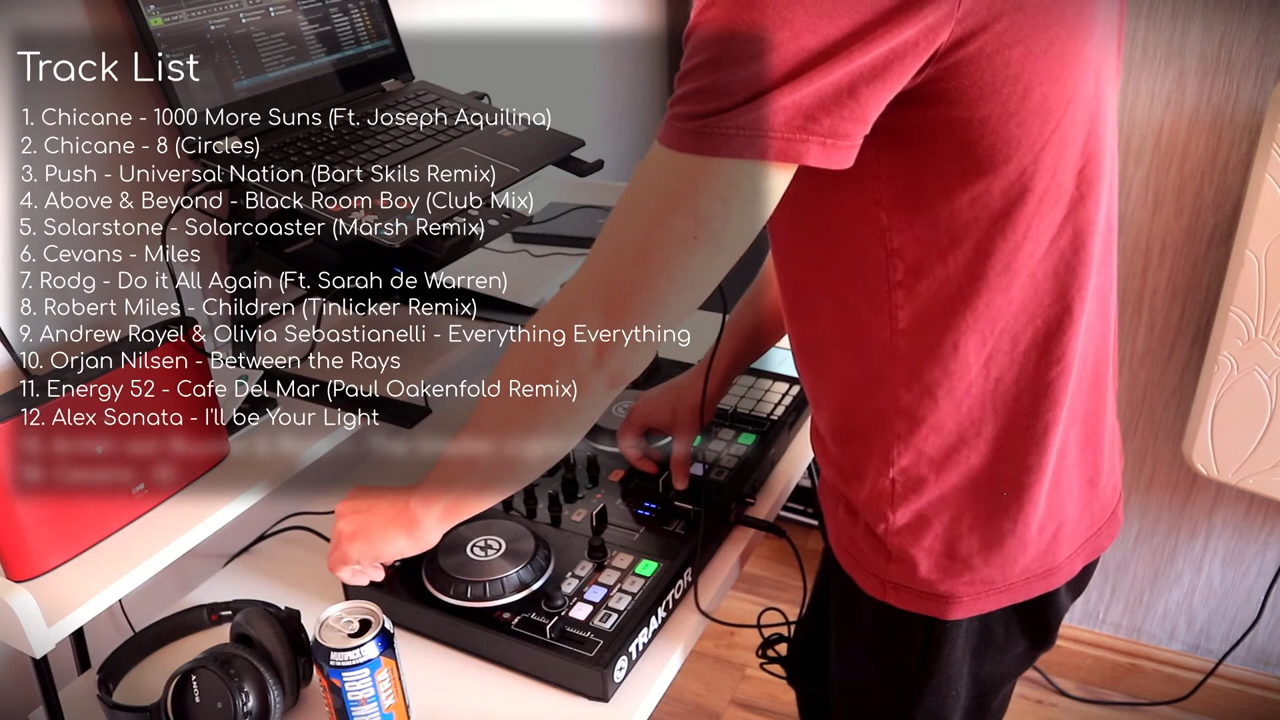 Track List
1. Chicane - 1000 More Suns (Ft. Joseph Aquilina)
2. Chicane - 8 (Circles)
3. Push - Universal Nation (Bart Skils Remix)
4. Above & Beyond - Black Room Boy (Club Mix)
5. Solarstone - Solarcoaster (Marsh Remix)
6. Cevans - Miles
7. Rodg - Do it All Again (Ft. Sarah de Warren)
8. Robert Miles - Children (Tinlicker Remix)
9. Andrew Rayel & Olivia Sebastianelli - Everything Everything
10. Orjan Nilsen - Between the Rays
11. Energy 52 - Cafe Del Mar (Paul Oakenfold Remix)
12. Alex Sonata - I'll be Your Light
TRAKTOR
SONY
MULTIPACK CAN
BRU
XTRA